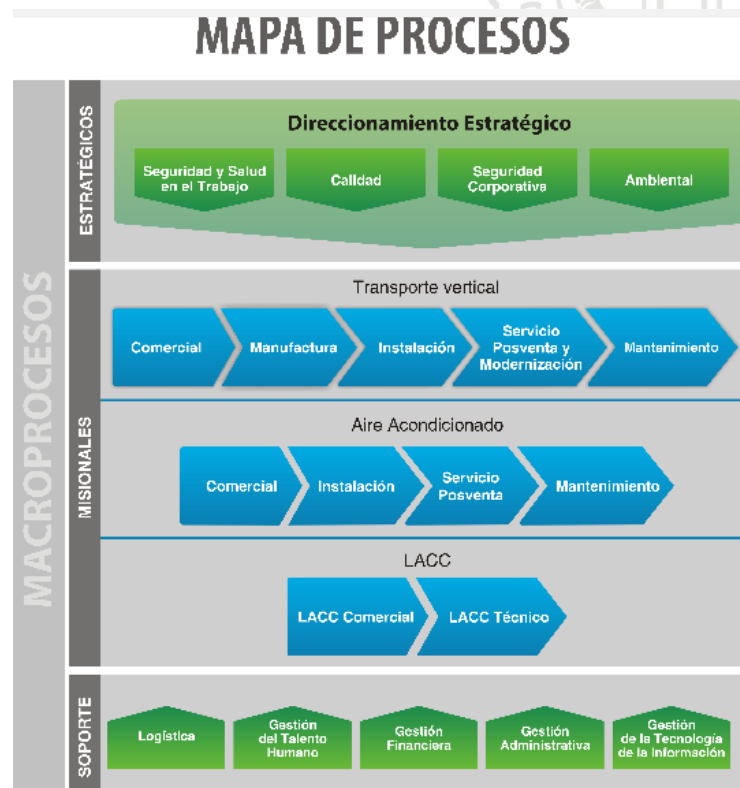 MAPA DE PROCESOS
MACROPROCESOS
ESTRATÉGICOS
Direccionamiento Estratégico
Seguridad y Salud
en el Trabajo
Calidad
Seguridad
Corporativa
Ambiental
MISIONALES
Transporte vertical
Comercial
Manufactura
Instalación
Servicio
Posventa y
Modernización
Mantenimiento
Aire Acondicionado
Comercial
Instalación
Servicio
Posventa
Mantenimiento
LACC
LACC Comercial
LACC Técnico
SOPORTE
Logística
Gestión
del Talento
Humano
Gestión
Financiera
Gestión
Administrativa
Gestión
de la Tecnología
de la Información